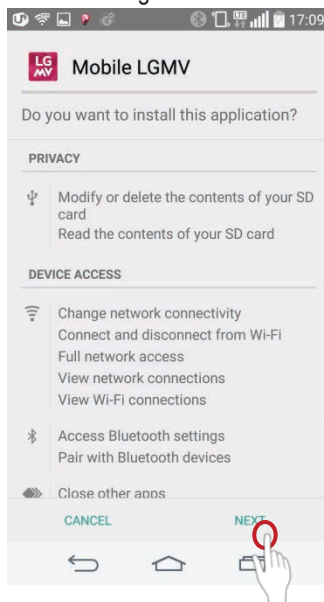 17:09
LG
MV
Mobile LGMV
Do you want to install this application?
PRIVACY
Modify or delete the contents of your SD
card
Read the contents of your SD card
DEVICE ACCESS
Change network connectivity
Connect and disconnect from Wi-Fi
Full network access
View network connections
View Wi-Fi connections
Access Bluetooth settings
Pair with Bluetooth devices
Close other apps
CANCEL
NEXT